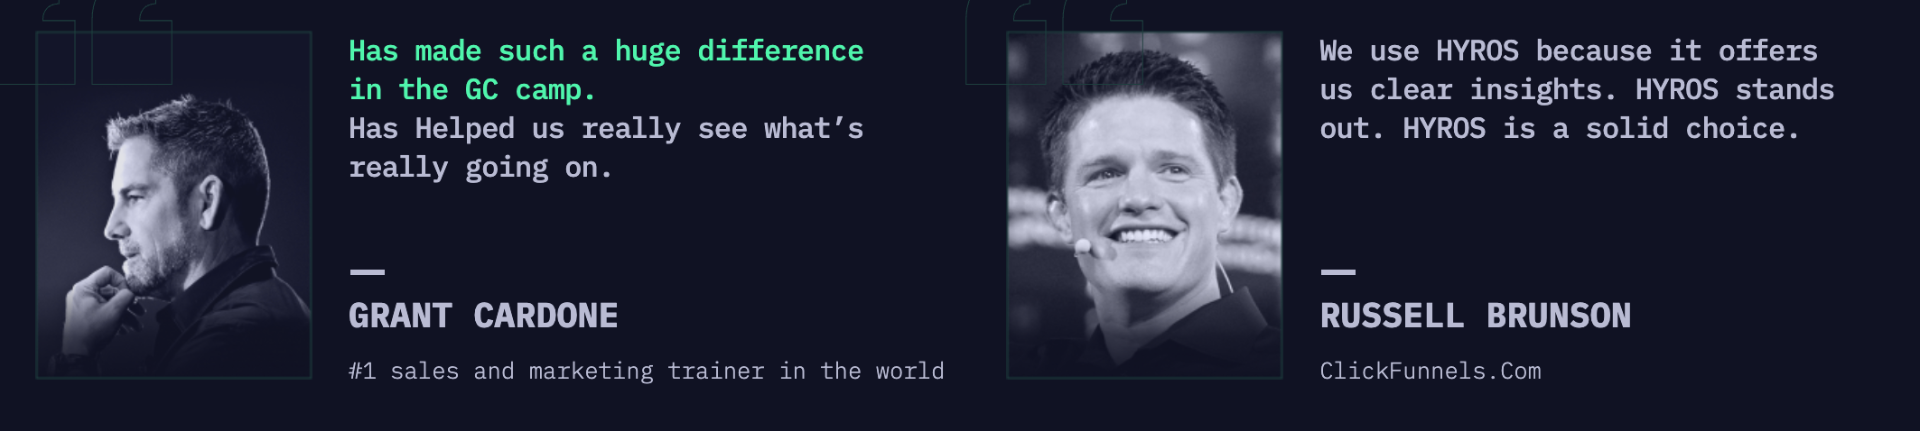 Has made such a huge difference
in the GC camp.
Has Helped us really see what’s
really going on.
GRANT CARDONE
#1 sales and marketing trainer in the world
We use HYROS because it offers
us clear insights. HYROS stands
out. HYROS is a solid choice.
RUSSELL BRUNSON
ClickFunnels.Com